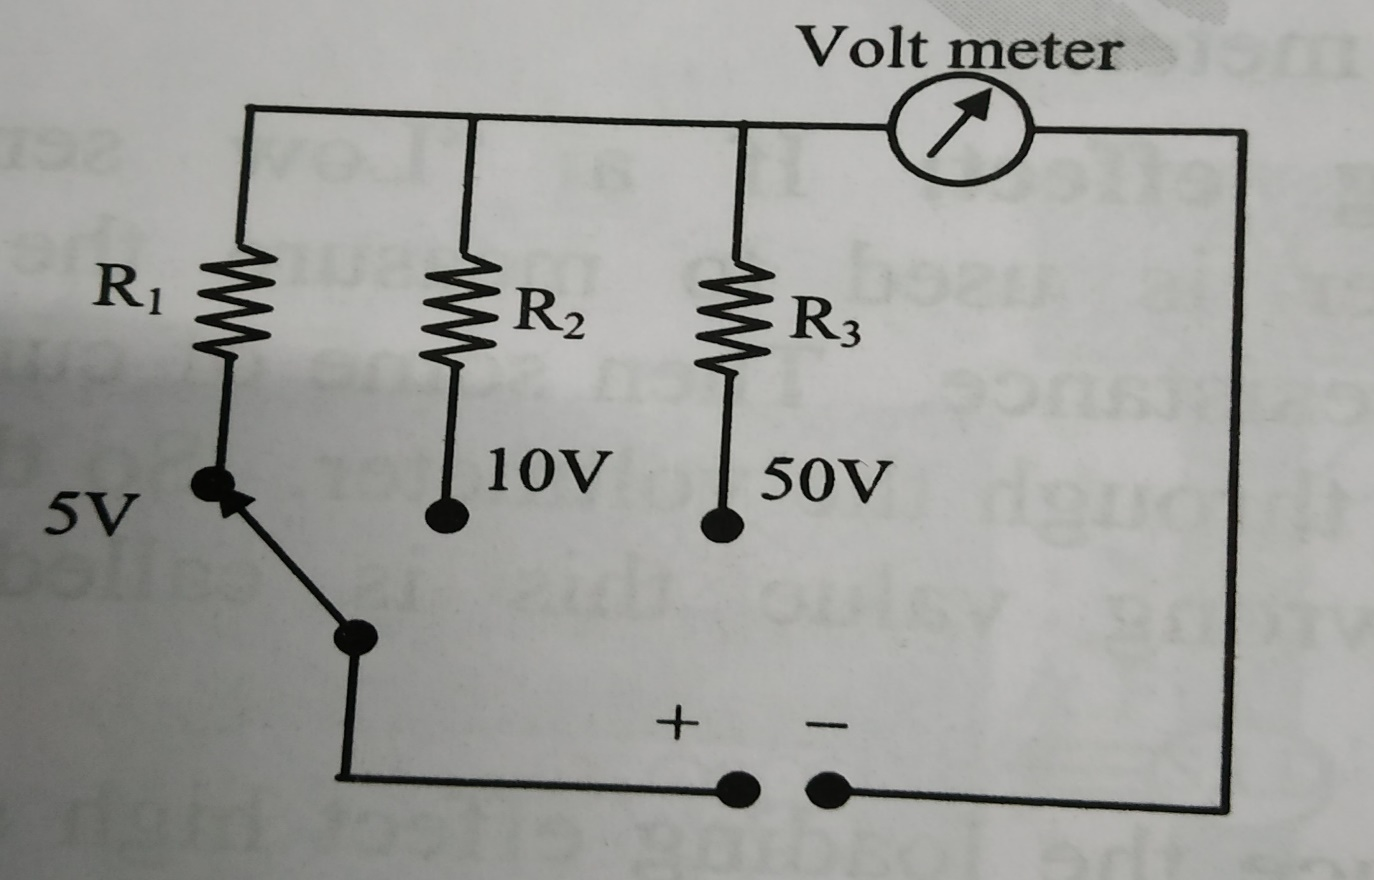 Volt meter
R₁
R₂
R₃
5V
10V
50V
+ −